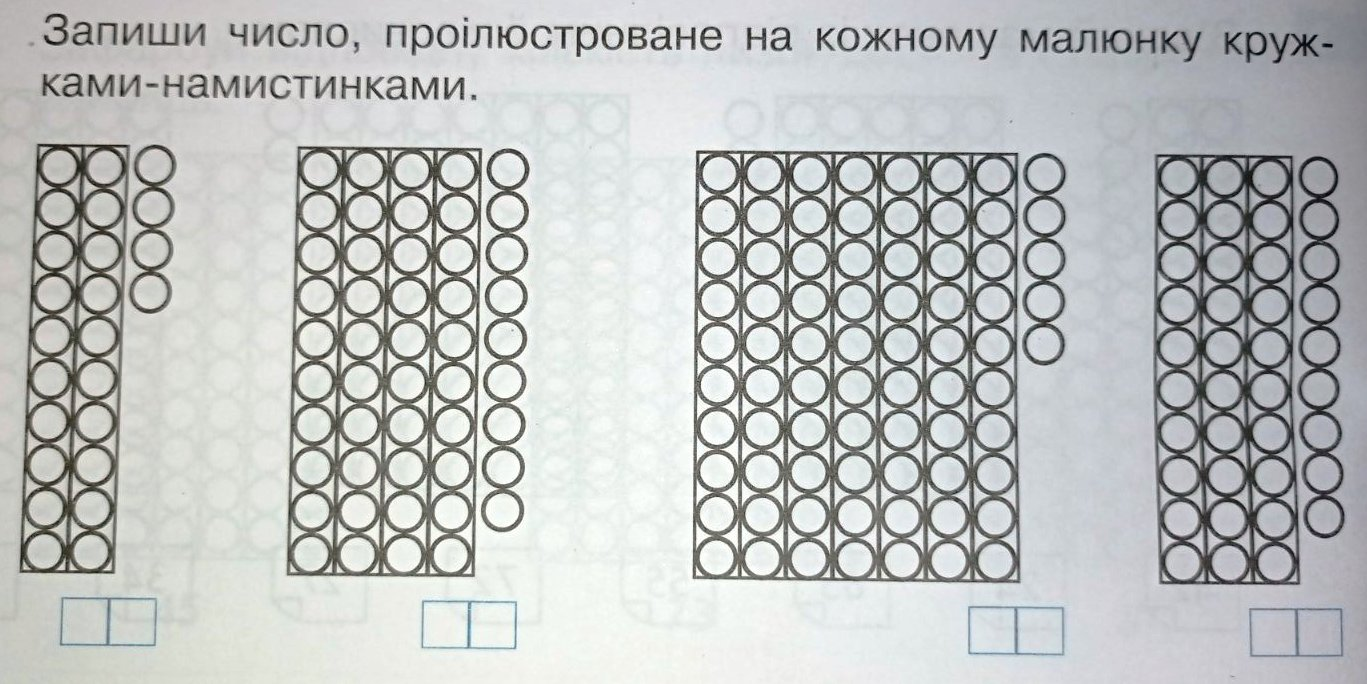 Запиши число, проілюстроване на кожному малюнку круж-
ками-намистинками.